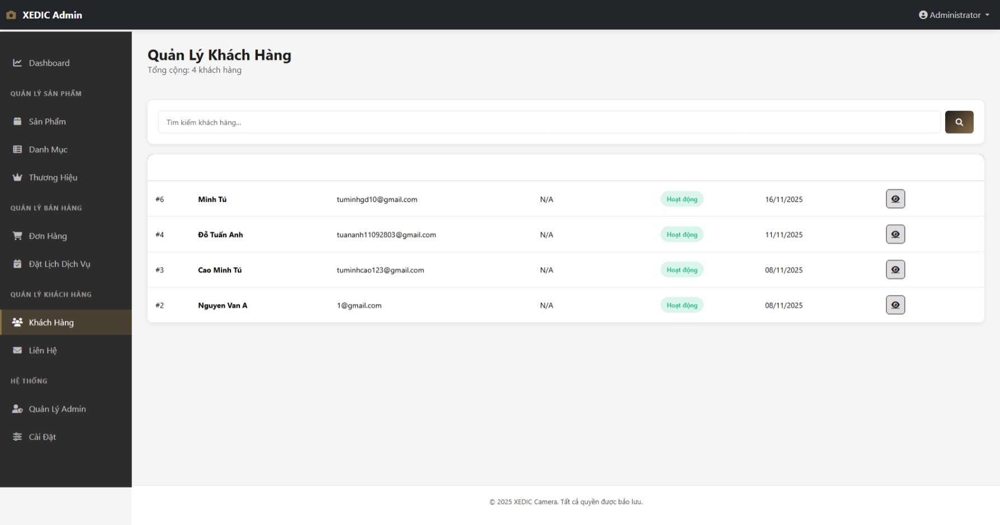 XEDIC Admin
Administrator
Dashboard
QUẢN LÝ SẢN PHẨM
Sản Phẩm
Danh Mục
Thương Hiệu
QUẢN LÝ BÁN HÀNG
Đơn Hàng
Đặt Lịch Dịch Vụ
QUẢN LÝ KHÁCH HÀNG
Khách Hàng
Liên Hệ
HỆ THỐNG
Quản Lý Admin
Cài Đặt
Quản Lý Khách Hàng
Tổng cộng: 4 khách hàng
Tìm kiếm khách hàng...
#6 Minh Tú tuminhgd10@gmail.com N/A Hoạt động 16/11/2025
#4 Đỗ Tuấn Anh tuananh11092803@gmail.com N/A Hoạt động 11/11/2025
#3 Cao Minh Tú tuminhcao123@gmail.com N/A Hoạt động 08/11/2025
#2 Nguyen Van A 1@gmail.com N/A Hoạt động 08/11/2025
© 2025 XEDIC Camera. Tất cả quyền được bảo lưu.